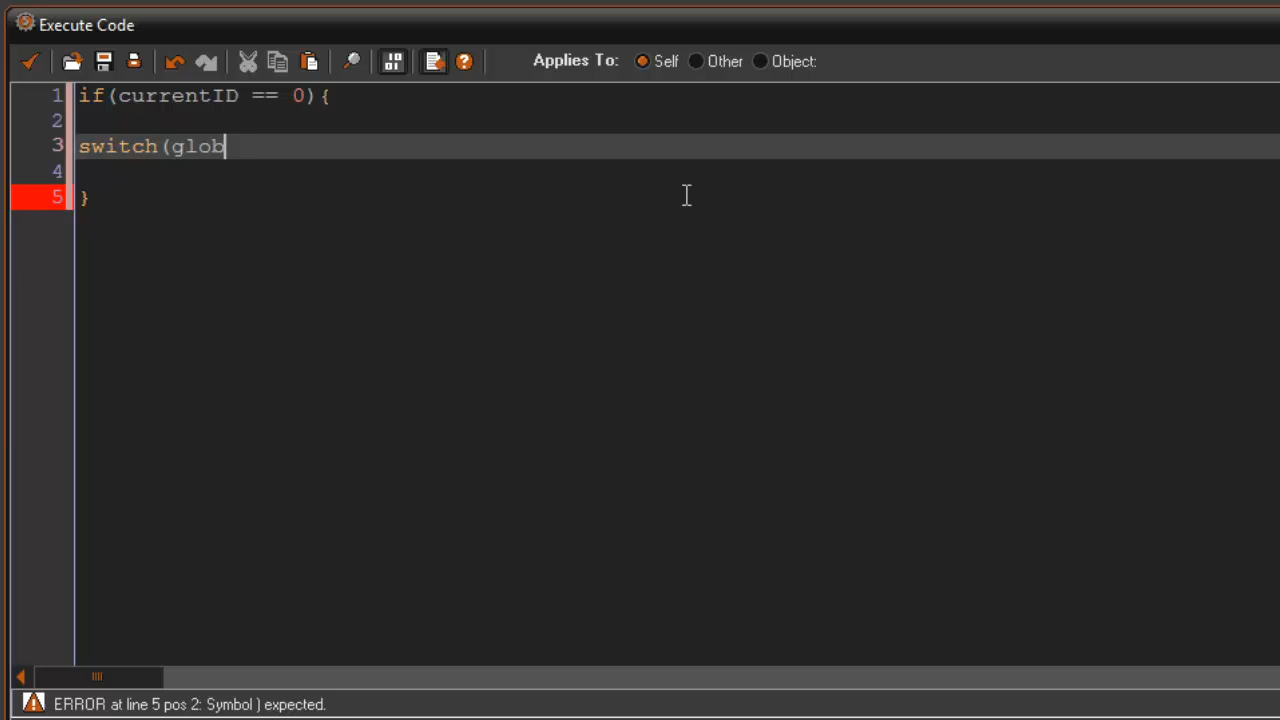 Execute Code
Applies To: Self Other Object:
1 if(currentID == 0){
2
3 switch(glob
4
5 }
ERROR at line 5 pos 2: Symbol ) expected.